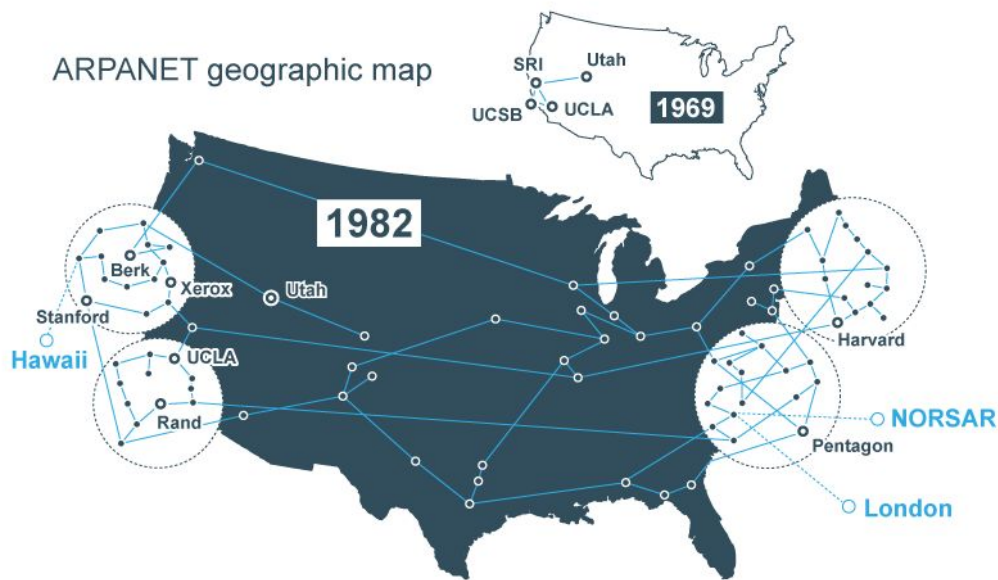 ARPANET geographic map
SRI
Utah
UCSB
UCLA
1969
1982
Berk
Xerox
Utah
Stanford
Hawaii
UCLA
Rand
Harvard
NORSAR
Pentagon
London